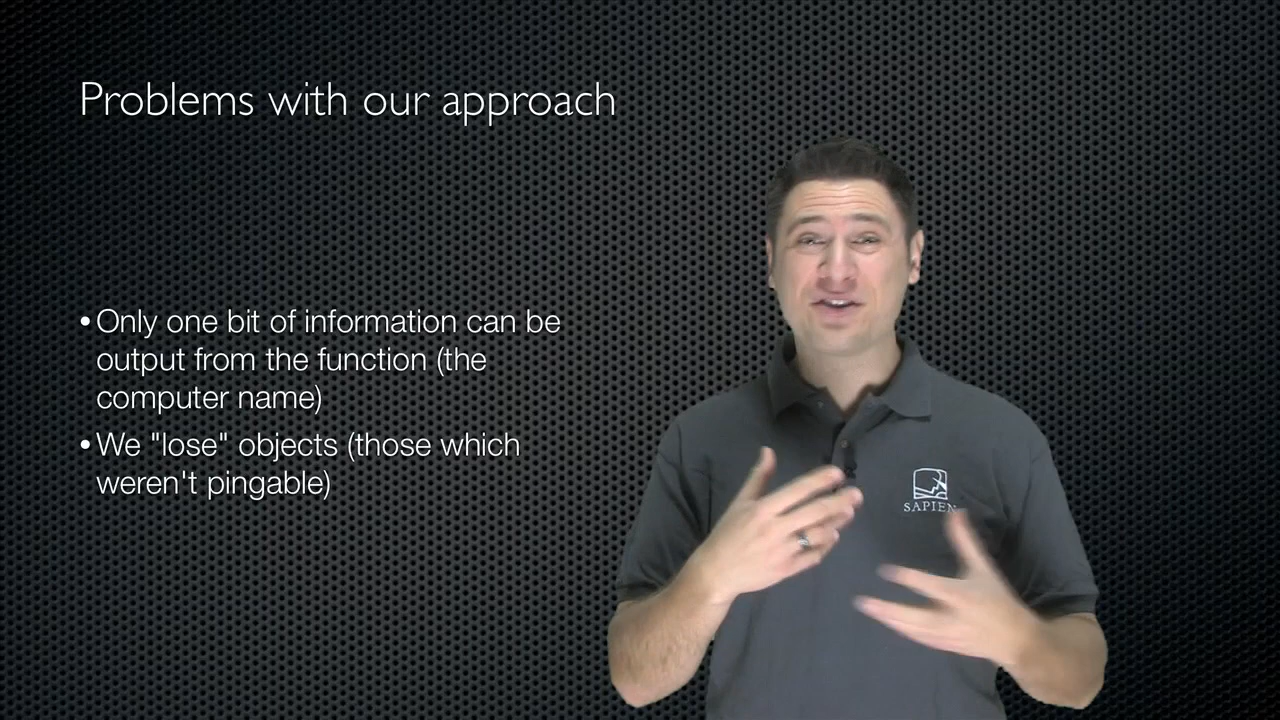 Problems with our approach
• Only one bit of information can be
output from the function (the
computer name)
• We "lose" objects (those which
weren't pingable)
SAPIEN